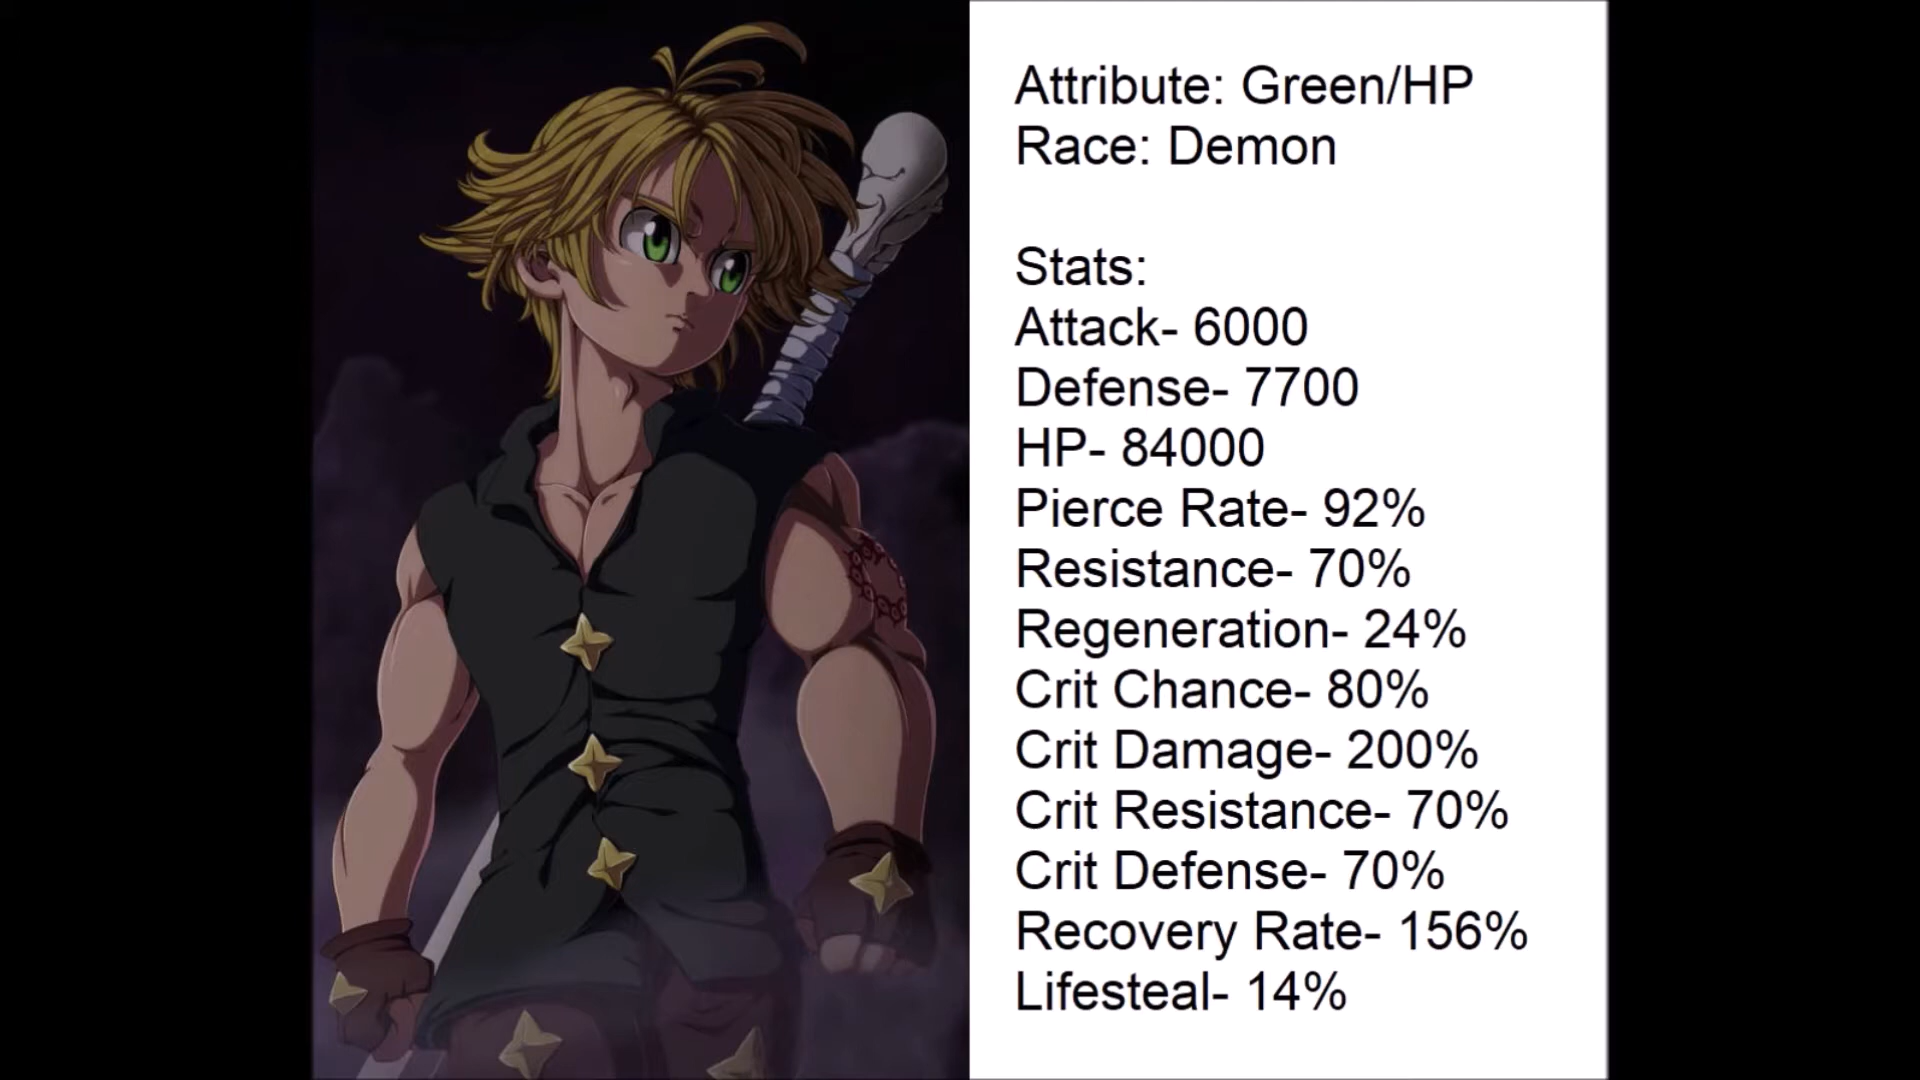 Attribute: Green/HP
Race: Demon
Stats:
Attack- 6000
Defense- 7700
HP- 84000
Pierce Rate- 92%
Resistance- 70%
Regeneration- 24%
Crit Chance- 80%
Crit Damage- 200%
Crit Resistance- 70%
Crit Defense- 70%
Recovery Rate- 156%
Lifesteal- 14%